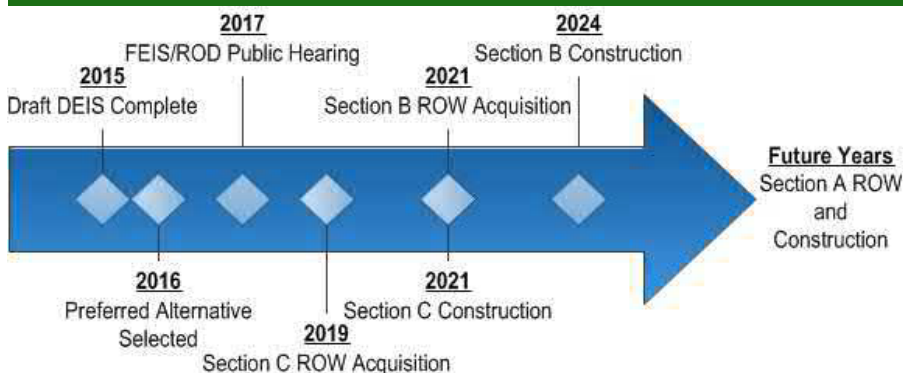 2015
Draft DEIS Complete
2016
Preferred Alternative
Selected
2017
FEIS/ROD Public Hearing
2019
Section C ROW Acquisition
2021
Section B ROW Acquisition
2021
Section C Construction
2024
Section B Construction
Future Years
Section A ROW
and
Construction